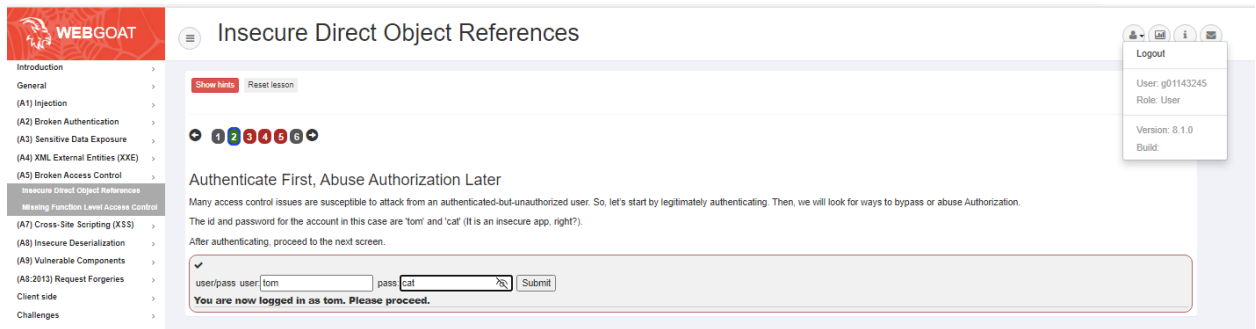 WEBGOAT
Insecure Direct Object References
Logout
User: g01143245
Role: User
Version: 8.1.0
Build:
Introduction
General
(A1) Injection
(A2) Broken Authentication
(A3) Sensitive Data Exposure
(A4) XML External Entities (XXE)
(A5) Broken Access Control
Insecure Direct Object References
Missing Function Level Access Control
(A7) Cross-Site Scripting (XSS)
(A8) Insecure Deserialization
(A9) Vulnerable Components
(A8:2013) Request Forgeries
Client side
Challenges
Show hints Reset lesson
1 2 3 4 5 6
Authenticate First, Abuse Authorization Later
Many access control issues are susceptible to attack from an authenticated-but-unauthorized user. So, let's start by legitimately authenticating. Then, we will look for ways to bypass or abuse Authorization.
The id and password for the account in this case are 'tom' and 'cat' (It is an insecure app, right?).
After authenticating, proceed to the next screen.
user/pass user: tom pass: cat Submit
You are now logged in as tom. Please proceed.